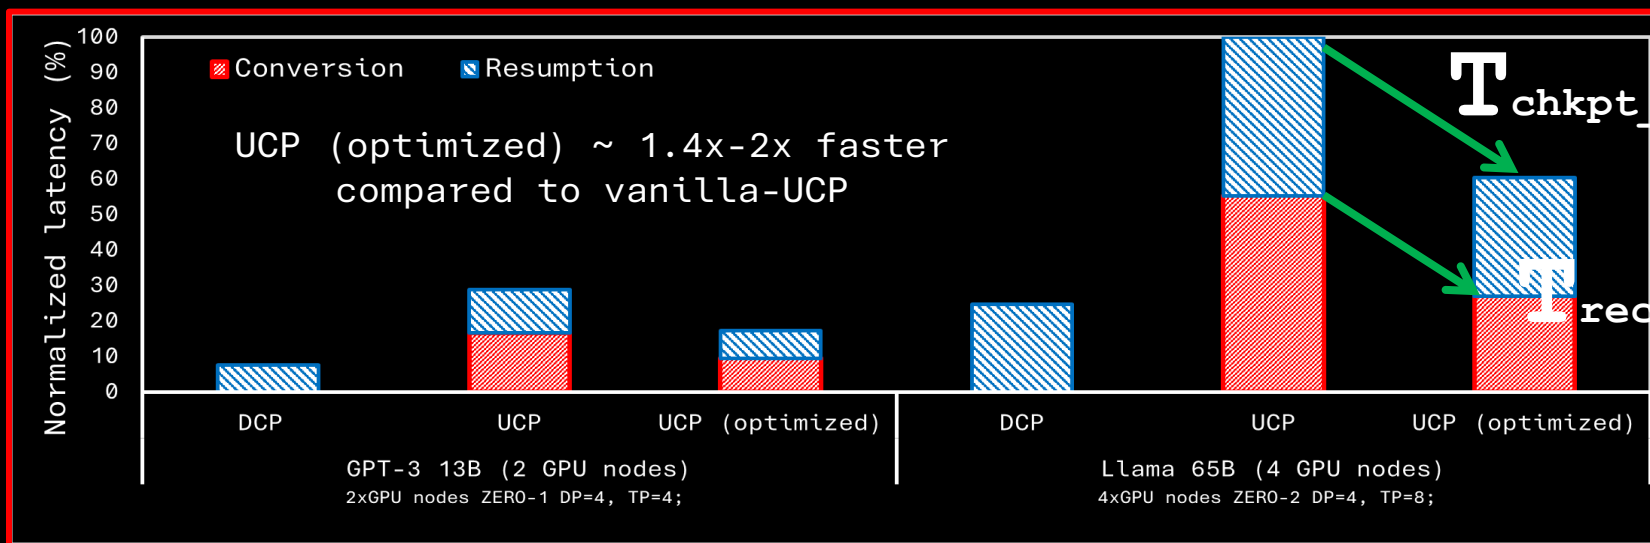 Normalized latency (%)
100
90
80
70
60
50
40
30
20
10
0
Conversion
Resumption
UCP (optimized) ~ 1.4x-2x faster
compared to vanilla-UCP
Tchkpt_
Trec
DCP
UCP
UCP (optimized)
DCP
UCP
UCP (optimized)
GPT-3 13B (2 GPU nodes)
2xGPU nodes ZERO-1 DP=4, TP=4;
Llama 65B (4 GPU nodes)
4xGPU nodes ZERO-2 DP=4, TP=8;